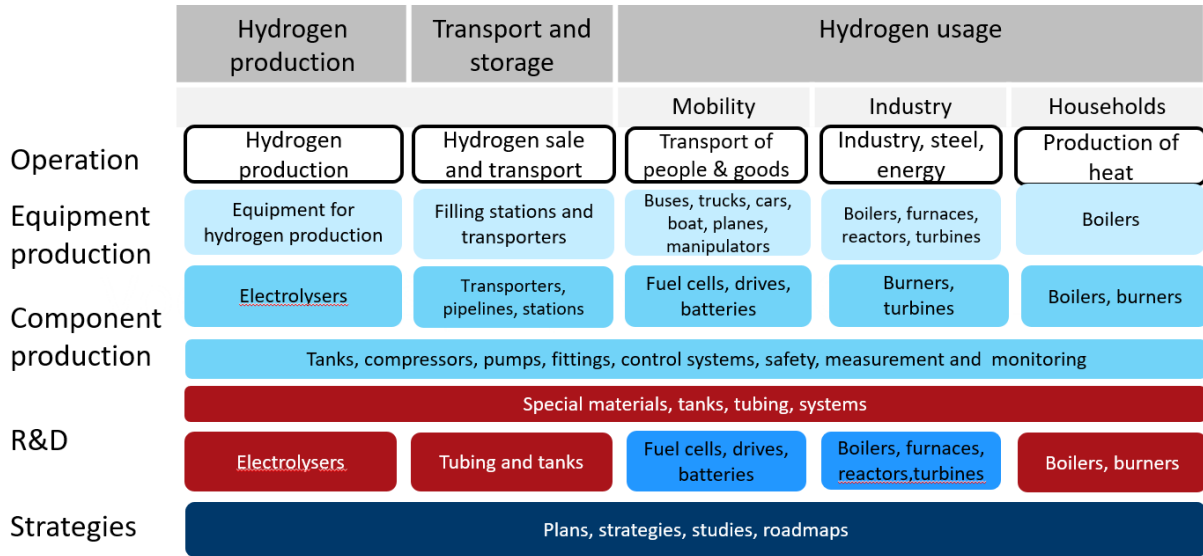 Hydrogen
production
Transport and
storage
Hydrogen usage
Mobility
Industry
Households
Operation
Hydrogen
production
Hydrogen sale
and transport
Transport of
people & goods
Industry, steel,
energy
Production of
heat
Equipment
production
Equipment for
hydrogen production
Filling stations and
transporters
Buses, trucks, cars,
boat, planes,
manipulators
Boilers, furnaces,
reactors, turbines
Boilers
Component
production
Electrolysers
Transporters,
pipelines, stations
Fuel cells, drives,
batteries
Burners,
turbines
Boilers, burners
Tanks, compressors, pumps, fittings, control systems, safety, measurement and monitoring
R&D
Special materials, tanks, tubing, systems
Electrolysers
Tubing and tanks
Fuel cells, drives,
batteries
Boilers, furnaces,
reactors,turbines
Boilers, burners
Strategies
Plans, strategies, studies, roadmaps